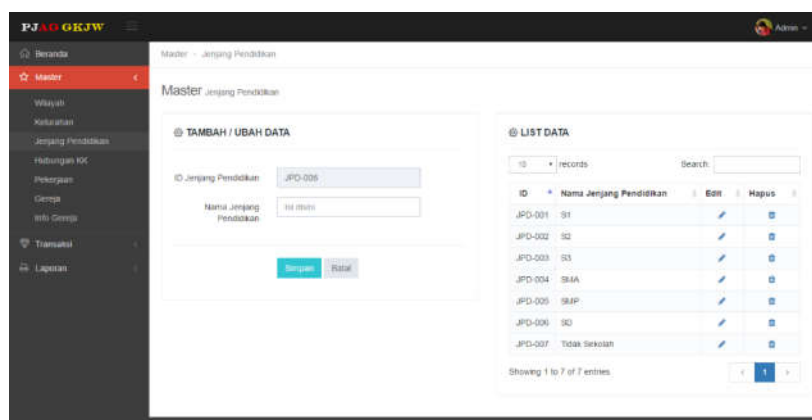 PJAG GKJW
Admin
Beranda
Master
Wilayah
Kelurahan
Jenjang Pendidikan
Hubungan KK
Pekerjaan
Gereja
Info Gereja
Transaksi
Laporan
Master - Jenjang Pendidikan
Master Jenjang Pendidikan
TAMBAH / UBAH DATA
ID Jenjang Pendidikan JPD-008
Nama Jenjang
Pendidikan
Simpan Batal
LIST DATA
10 records Search:
ID Nama Jenjang Pendidikan Edit Hapus
JPD-001 S1
JPD-002 S2
JPD-003 S3
JPD-004 SMA
JPD-005 SMP
JPD-006 SD
JPD-007 Tidak Sekolah
Showing 1 to 7 of 7 entries
1